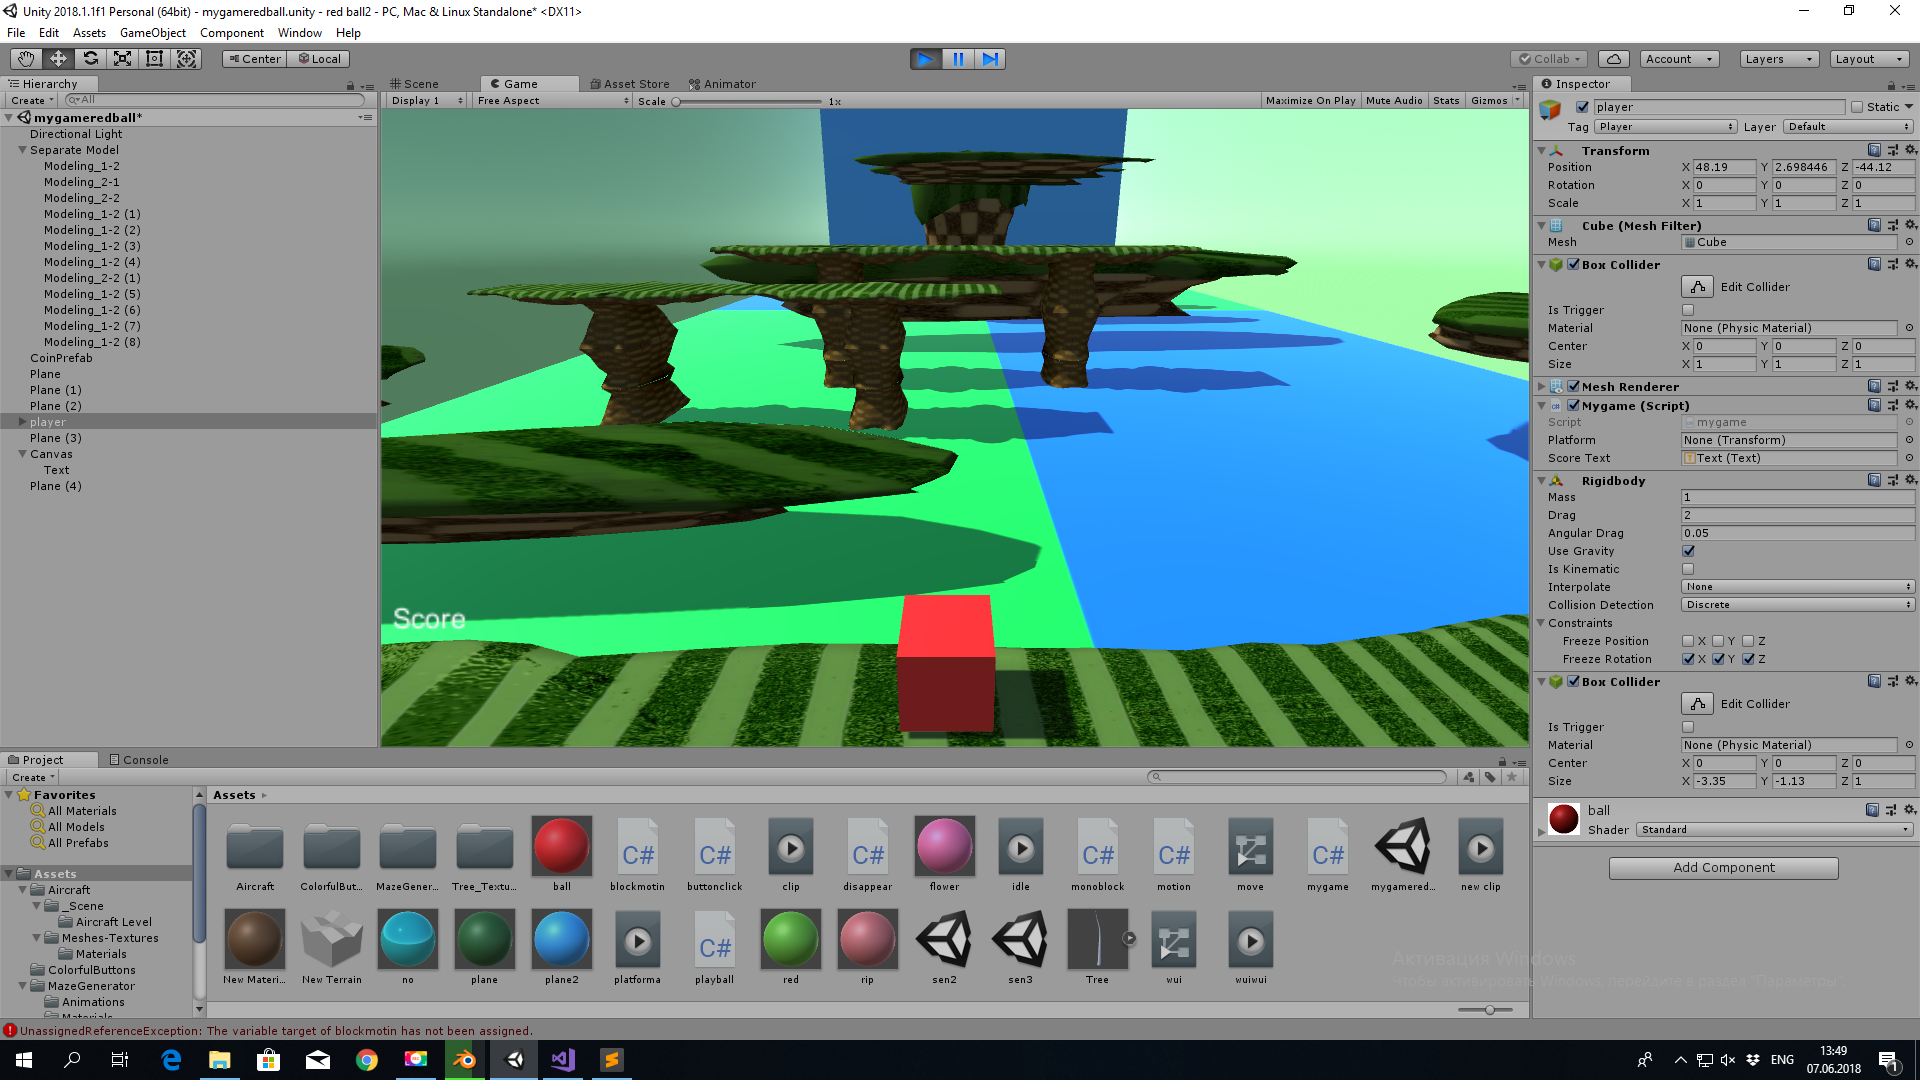 Unity 2018.1.1f1 Personal (64bit) - mygameredball.unity - red ball2 - PC, Mac & Linux Standalone* <DX11>
File Edit Assets GameObject Component Window Help
Center Local
Collab Account Layers Layout
Hierarchy
Create All
mygameredball*
Directional Light
Separate Model
Modeling_1-2
Modeling_2-1
Modeling_2-2
Modeling_1-2 (1)
Modeling_1-2 (2)
Modeling_1-2 (3)
Modeling_1-2 (4)
Modeling_2-2 (1)
Modeling_1-2 (5)
Modeling_1-2 (6)
Modeling_1-2 (7)
Modeling_1-2 (8)
CoinPrefab
Plane
Plane (1)
Plane (2)
player
Plane (3)
Canvas
Text
Plane (4)
Scene Game Asset Store Animator
Display 1 Free Aspect Scale 1x Maximize On Play Mute Audio Stats Gizmos
Score
Inspector
player Static
Tag Player Layer Default
Transform
Position X 48.19 Y 2.698446 Z -44.12
Rotation X 0 Y 0 Z 0
Scale X 1 Y 1 Z 1
Cube (Mesh Filter)
Mesh Cube
Box Collider
Edit Collider
Is Trigger
Material None (Physic Material)
Center X 0 Y 0 Z 0
Size X 1 Y 1 Z 1
Mesh Renderer
Mygame (Script)
Script mygame
Platform None (Transform)
Score Text Text (Text)
Rigidbody
Mass 1
Drag 2
Angular Drag 0.05
Use Gravity
Is Kinematic
Interpolate None
Collision Detection Discrete
Constraints
Freeze Position X Y Z
Freeze Rotation X Y Z
Box Collider
Edit Collider
Is Trigger
Material None (Physic Material)
Center X 0 Y 0 Z 0
Size X -3.35 Y -1.13 Z 1
ball
Shader Standard
Add Component
Project Console
Create
Favorites
All Materials
All Models
All Prefabs
Assets
Aircraft
_Scene
Aircraft Level
Meshes-Textures
Materials
ColorfulButtons
MazeGenerator
Animations
Materials
Assets
Aircraft ColorfulBut... MazeGener... Tree_Textu... ball blockmotin buttonclick clip disappear flower idle monoblock motion move mygame mygamered... new clip
C# C# C# C# C# C#
New Materi... New Terrain no plane plane2 platforma playball red rip sen2 sen3 Tree wui wuiwui
C#
Активация Windows
Чтобы активировать Windows, перейдите в раздел "Параметры".
UnassignedReferenceException: The variable target of blockmotin has not been assigned.
ENG
13:49
07.06.2018
1